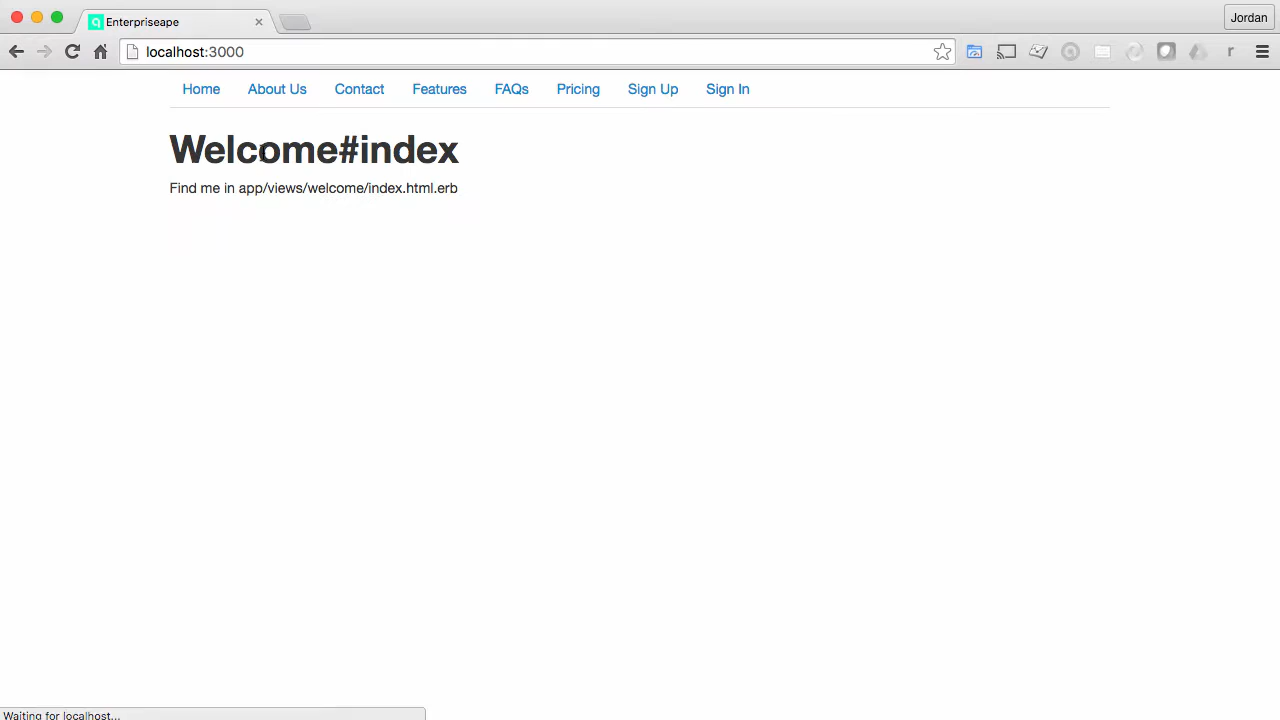 Enterpriseape
Jordan
localhost:3000
Home About Us Contact Features FAQs Pricing Sign Up Sign In
Welcome#index
Find me in app/views/welcome/index.html.erb
Waiting for localhost...